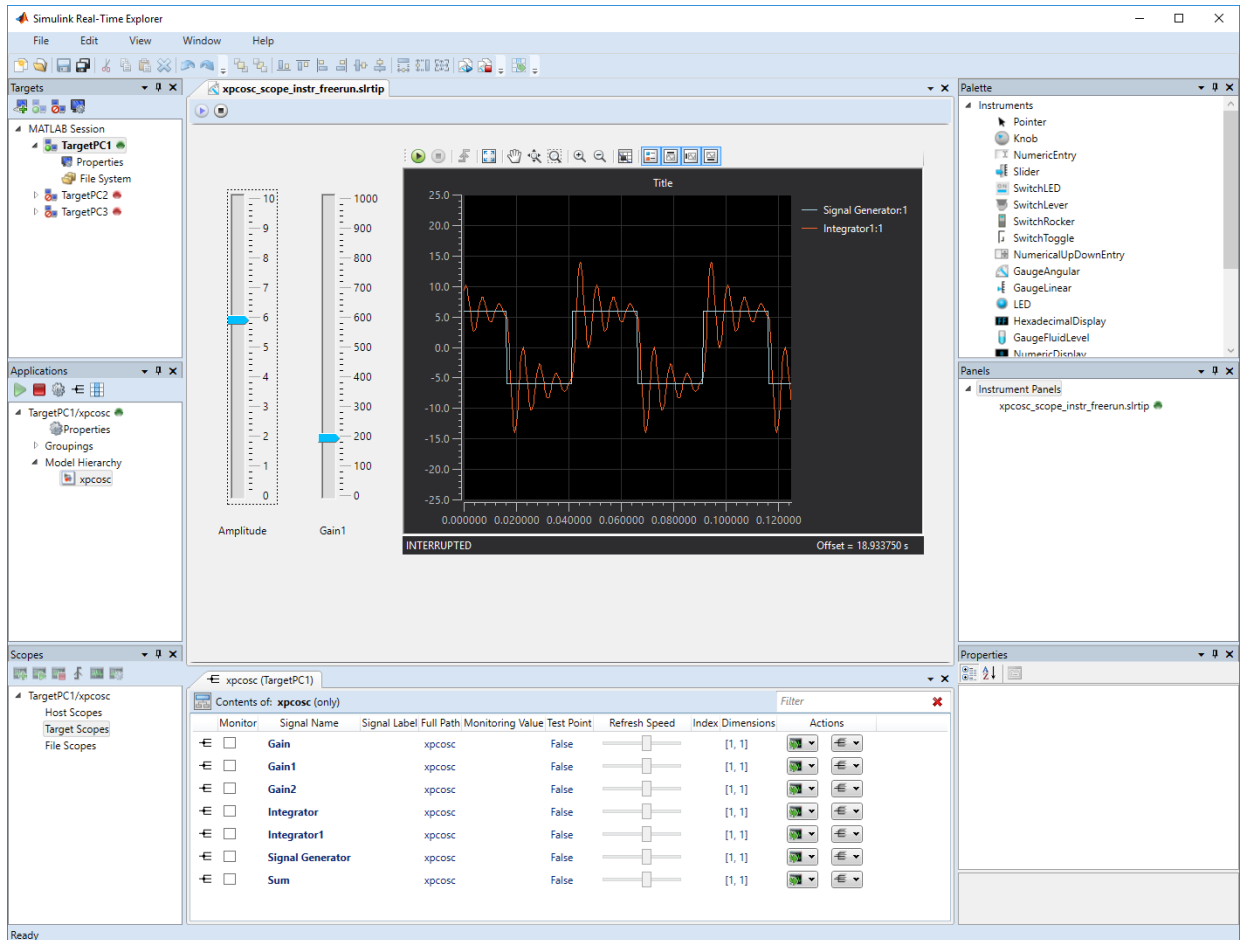 Simulink Real-Time Explorer
File Edit View Window Help
Targets
MATLAB Session
TargetPC1
Properties
File System
TargetPC2
TargetPC3
Applications
TargetPC1/xpcosc
Properties
Groupings
Model Hierarchy
xpcosc
Scopes
TargetPC1/xpcosc
Host Scopes
Target Scopes
File Scopes
xpcosc_scope_instr_freerun.slrtip
10
9
8
7
6
5
4
3
2
1
0
Amplitude
1000
900
800
700
600
500
400
300
200
100
0
Gain1
Title
25.0
20.0
15.0
10.0
5.0
0.0
-5.0
-10.0
-15.0
-20.0
-25.0
0.000000 0.020000 0.040000 0.060000 0.080000 0.100000 0.120000
Signal Generator:1
Integrator1:1
INTERRUPTED Offset = 18.933750 s
xpcosc (TargetPC1)
Contents of: xpcosc (only) Filter
Monitor Signal Name Signal Label Full Path Monitoring Value Test Point Refresh Speed Index Dimensions Actions
Gain xpcosc False [1, 1]
Gain1 xpcosc False [1, 1]
Gain2 xpcosc False [1, 1]
Integrator xpcosc False [1, 1]
Integrator1 xpcosc False [1, 1]
Signal Generator xpcosc False [1, 1]
Sum xpcosc False [1, 1]
Palette
Instruments
Pointer
Knob
NumericEntry
Slider
SwitchLED
SwitchLever
SwitchRocker
SwitchToggle
NumericalUpDownEntry
GaugeAngular
GaugeLinear
LED
HexadecimalDisplay
GaugeFluidLevel
NumericDisplay
Panels
Instrument Panels
xpcosc_scope_instr_freerun.slrtip
Properties
Ready